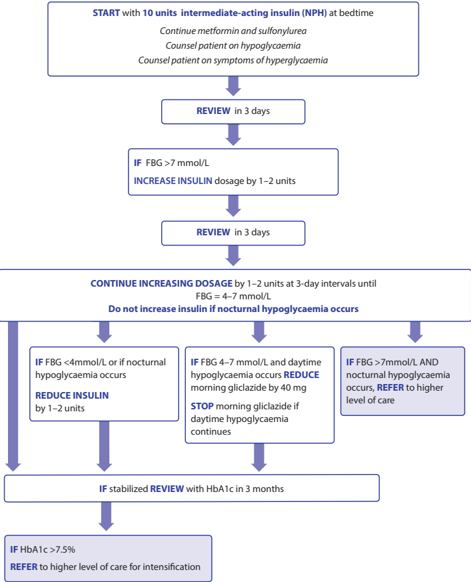 START with 10 units intermediate-acting insulin (NPH) at bedtime
Continue metformin and sulfonylurea
Counsel patient on hypoglycaemia
Counsel patient on symptoms of hyperglycaemia
REVIEW in 3 days
IF FBG >7 mmol/L
INCREASE INSULIN dosage by 1–2 units
REVIEW in 3 days
CONTINUE INCREASING DOSAGE by 1–2 units at 3-day intervals until
FBG = 4–7 mmol/L
Do not increase insulin if nocturnal hypoglycaemia occurs
IF FBG <4mmol/L or if nocturnal
hypoglycaemia occurs
REDUCE INSULIN
by 1–2 units
IF FBG 4–7 mmol/L and daytime
hypoglycaemia occurs REDUCE
morning gliclazide by 40 mg
STOP morning gliclazide if
daytime hypoglycaemia
continues
IF FBG >7mmol/L AND
nocturnal hypoglycaemia
occurs, REFER to higher
level of care
IF stabilized REVIEW with HbA1c in 3 months
IF HbA1c >7.5%
REFER to higher level of care for intensification